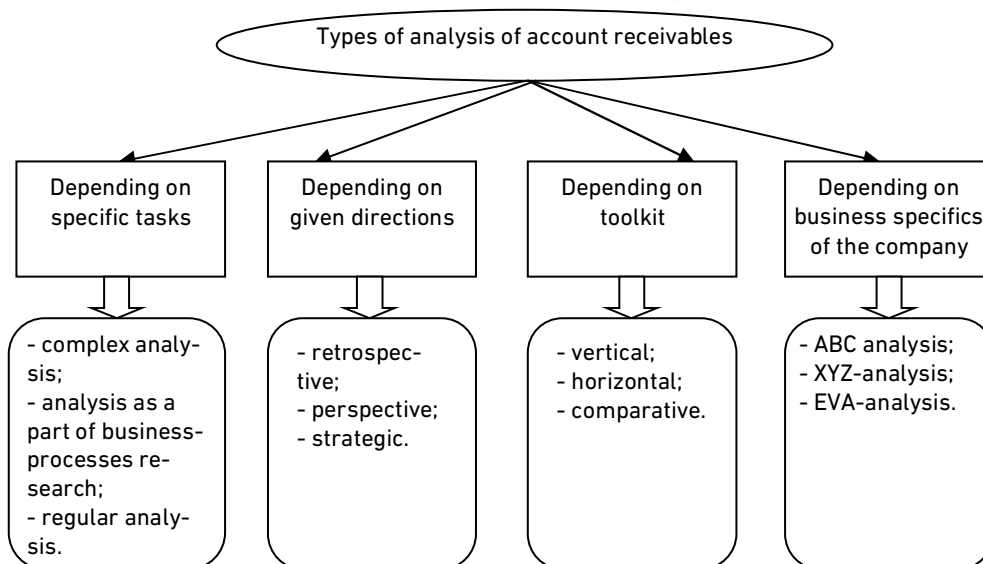 Types of analysis of account receivables
Depending on
specific tasks
Depending on
given directions
Depending on
toolkit
Depending on
business specifics
of the company
- complex analy-
sis;
- analysis as a
part of business-
processes re-
search;
- regular analy-
sis.
- retrospec-
tive;
- perspective;
- strategic.
- vertical;
- horizontal;
- comparative.
- ABC analysis;
- XYZ-analysis;
- EVA-analysis.